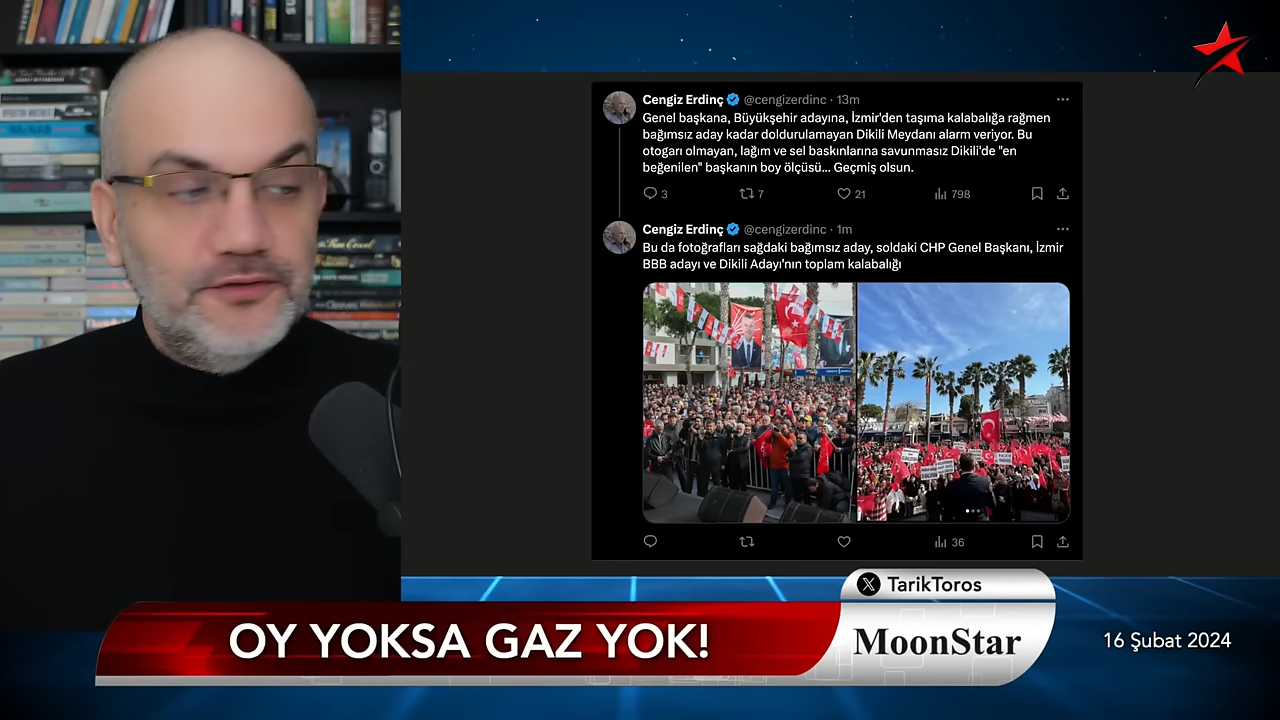 Cengiz Erdinç @cengizerdinc · 13m
Genel başkana, Büyükşehir adayına, İzmir'den taşıma kalabalığa rağmen
bağımsız aday kadar doldurulamayan Dikili Meydanı alarm veriyor. Bu
otogarı olmayan, lağım ve sel baskınlarına savunmasız Dikili'de "en
beğenilen" başkanın boy ölçüsü... Geçmiş olsun.
3 7 21 798
Cengiz Erdinç @cengizerdinc · 1m
Bu da fotoğrafları sağdaki bağımsız aday, soldaki CHP Genel Başkanı, İzmir
BBB adayı ve Dikili Adayı'nın toplam kalabalığı
36
X TarikToros
OY YOKSA GAZ YOK!
MoonStar
16 Şubat 2024